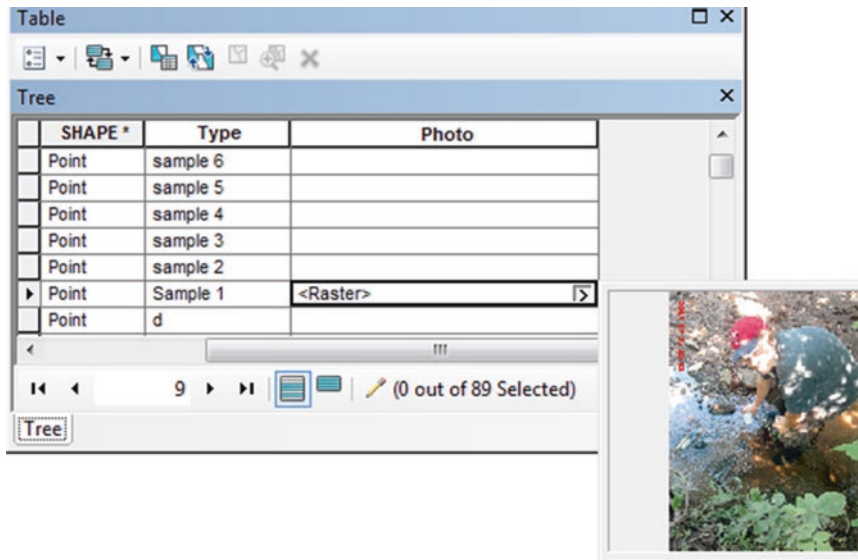 Table
Tree
SHAPE * Type Photo
Point sample 6
Point sample 5
Point sample 4
Point sample 3
Point sample 2
Point Sample 1 <Raster>
Point d
9 (0 out of 89 Selected)
Tree